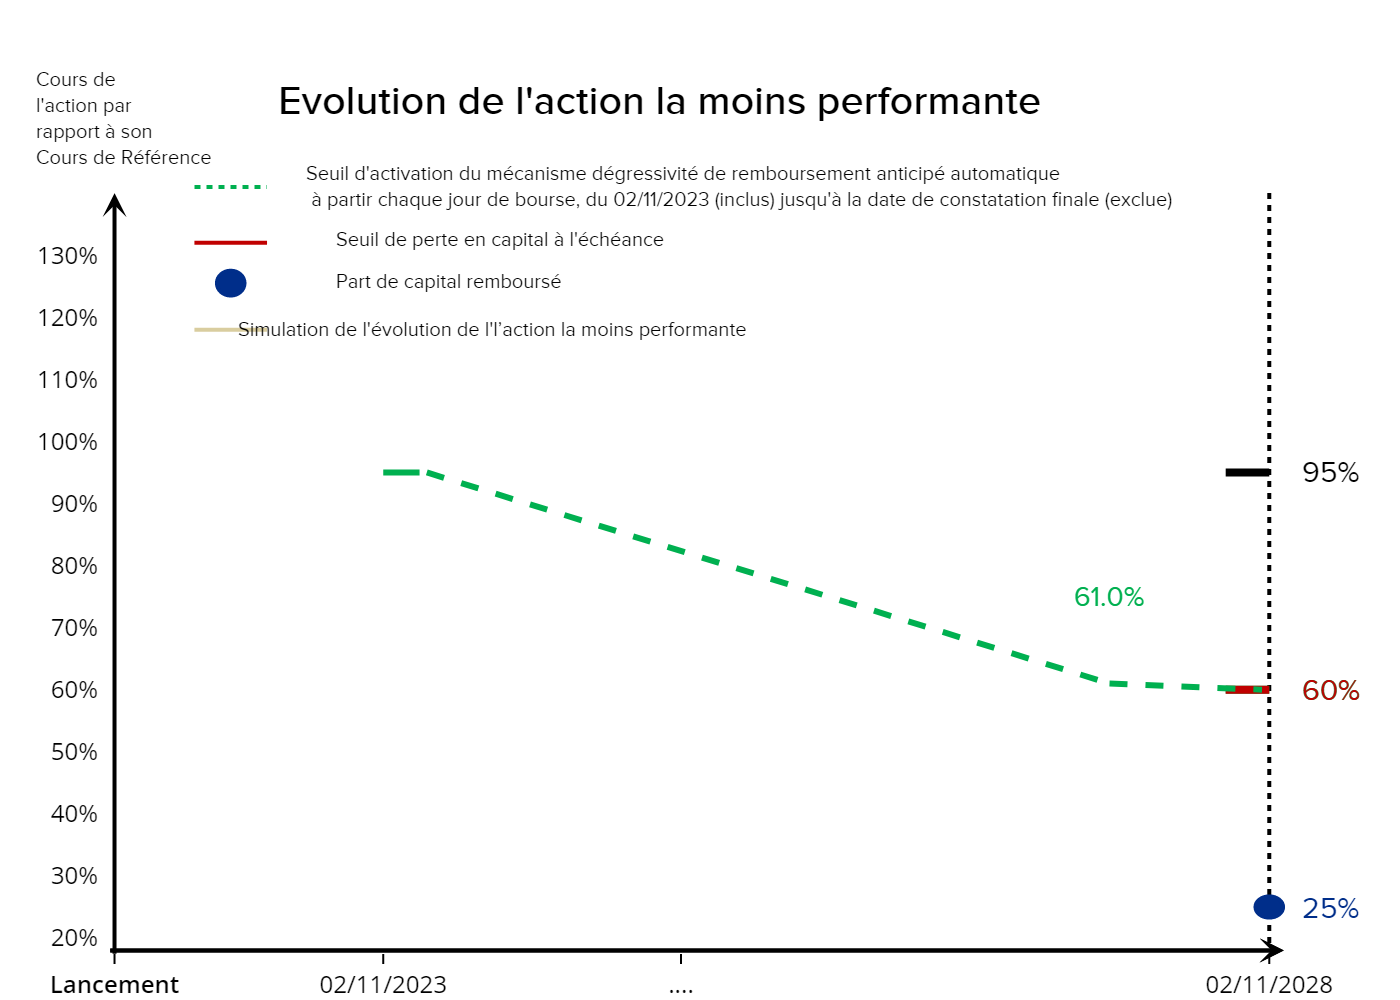 Cours de
l'action par
rapport à son
Cours de Référence
Evolution de l'action la moins performante
Seuil d'activation du mécanisme dégressivité de remboursement anticipé automatique
à partir chaque jour de bourse, du 02/11/2023 (inclus) jusqu'à la date de constatation finale (exclue)
Seuil de perte en capital à l'échéance
Part de capital remboursé
Simulation de l'évolution de l'l’action la moins performante
130%
120%
110%
100%
90%
80%
70%
60%
50%
40%
30%
20%
95%
61.0%
60%
25%
Lancement
02/11/2023
....
02/11/2028